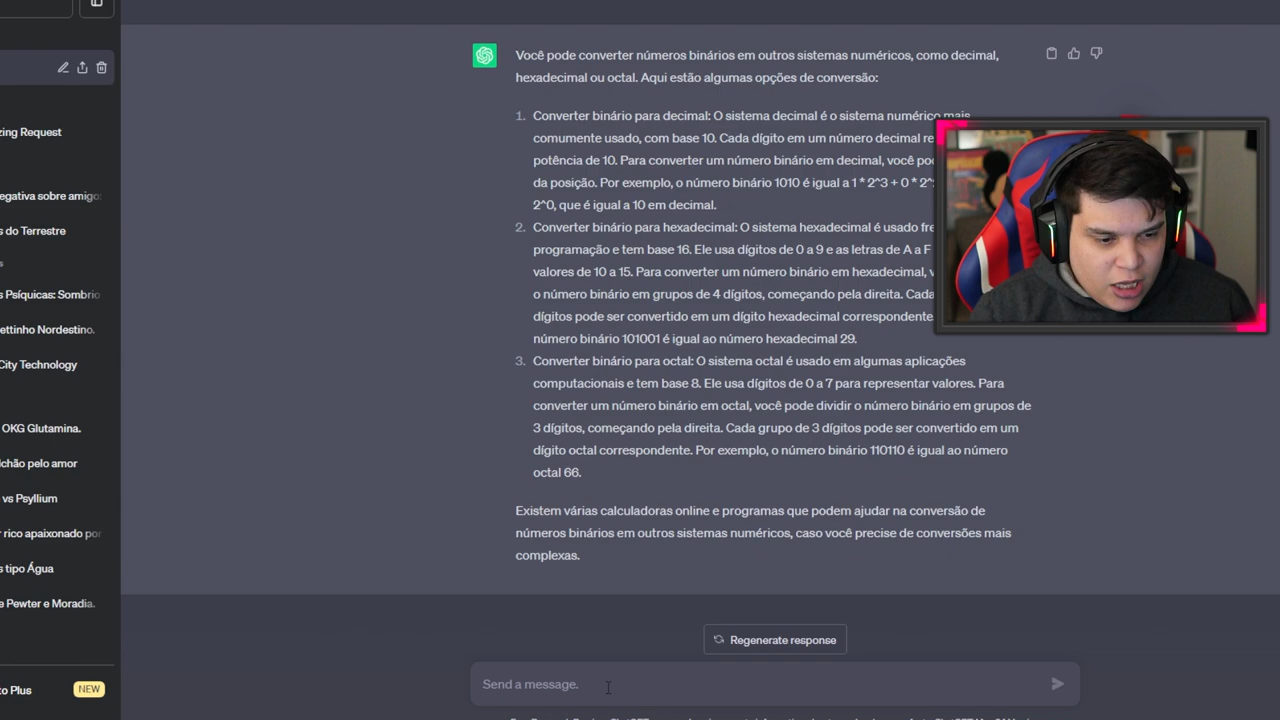 zing Request
egativa sobre amigo:
s do Terrestre
s
s Psíquicas: Sombrio
ettinho Nordestino.
City Technology
OKG Glutamina.
lchão pelo amor
vs Psyllium
r rico apaixonado por
s tipo Água
e Pewter e Moradia.
o Plus
NEW
Você pode converter números binários em outros sistemas numéricos, como decimal,
hexadecimal ou octal. Aqui estão algumas opções de conversão:
1. Converter binário para decimal: O sistema decimal é o sistema numérico mais
comumente usado, com base 10. Cada dígito em um número decimal re
potência de 10. Para converter um número binário em decimal, você po
da posição. Por exemplo, o número binário 1010 é igual a 1 * 2^3 + 0 * 2^
2^0, que é igual a 10 em decimal.
2. Converter binário para hexadecimal: O sistema hexadecimal é usado fre
programação e tem base 16. Ele usa dígitos de 0 a 9 e as letras de A a F
valores de 10 a 15. Para converter um número binário em hexadecimal, v
o número binário em grupos de 4 dígitos, começando pela direita. Cada
dígitos pode ser convertido em um dígito hexadecimal correspondente.
número binário 101001 é igual ao número hexadecimal 29.
3. Converter binário para octal: O sistema octal é usado em algumas aplicações
computacionais e tem base 8. Ele usa dígitos de 0 a 7 para representar valores. Para
converter um número binário em octal, você pode dividir o número binário em grupos de
3 dígitos, começando pela direita. Cada grupo de 3 dígitos pode ser convertido em um
dígito octal correspondente. Por exemplo, o número binário 110110 é igual ao número
octal 66.
Existem várias calculadoras online e programas que podem ajudar na conversão de
números binários em outros sistemas numéricos, caso você precise de conversões mais
complexas.
Regenerate response
Send a message.